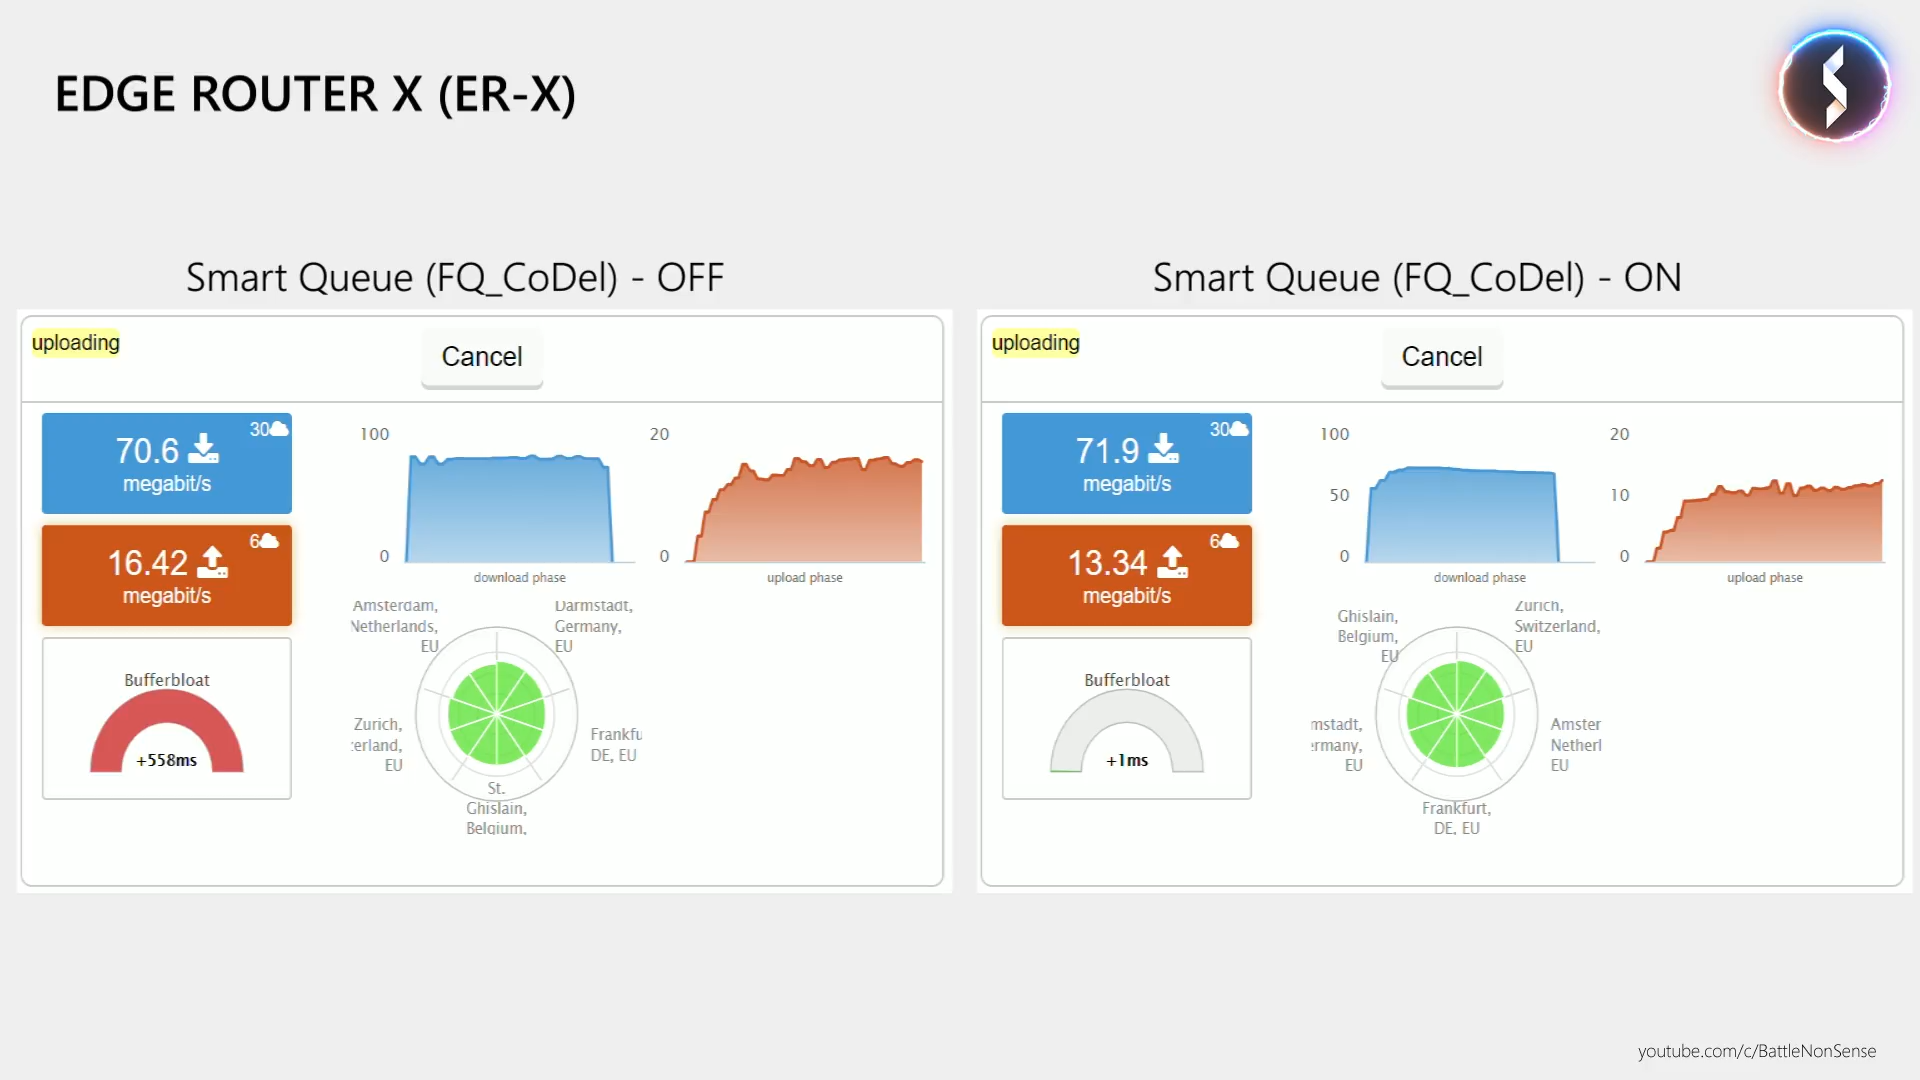 EDGE ROUTER X (ER-X)
Smart Queue (FQ_CoDel) - OFF
uploading
Cancel
30
70.6
megabit/s
6
16.42
megabit/s
Bufferbloat
+558ms
100
0
download phase
20
0
upload phase
Amsterdam,
Netherlands,
EU
Darmstadt,
Germany,
EU
Zurich,
:erland,
EU
Frankfu
DE, EU
St.
Ghislain,
Belgium,
Smart Queue (FQ_CoDel) - ON
uploading
Cancel
30
71.9
megabit/s
6
13.34
megabit/s
Bufferbloat
+1ms
100
50
0
download phase
20
10
0
upload phase
Ghislain,
Belgium,
EU
Zurich,
Switzerland,
EU
mstadt,
rmany,
EU
Amster
Netherl
EU
Frankfurt,
DE, EU
youtube.com/c/BattleNonSense